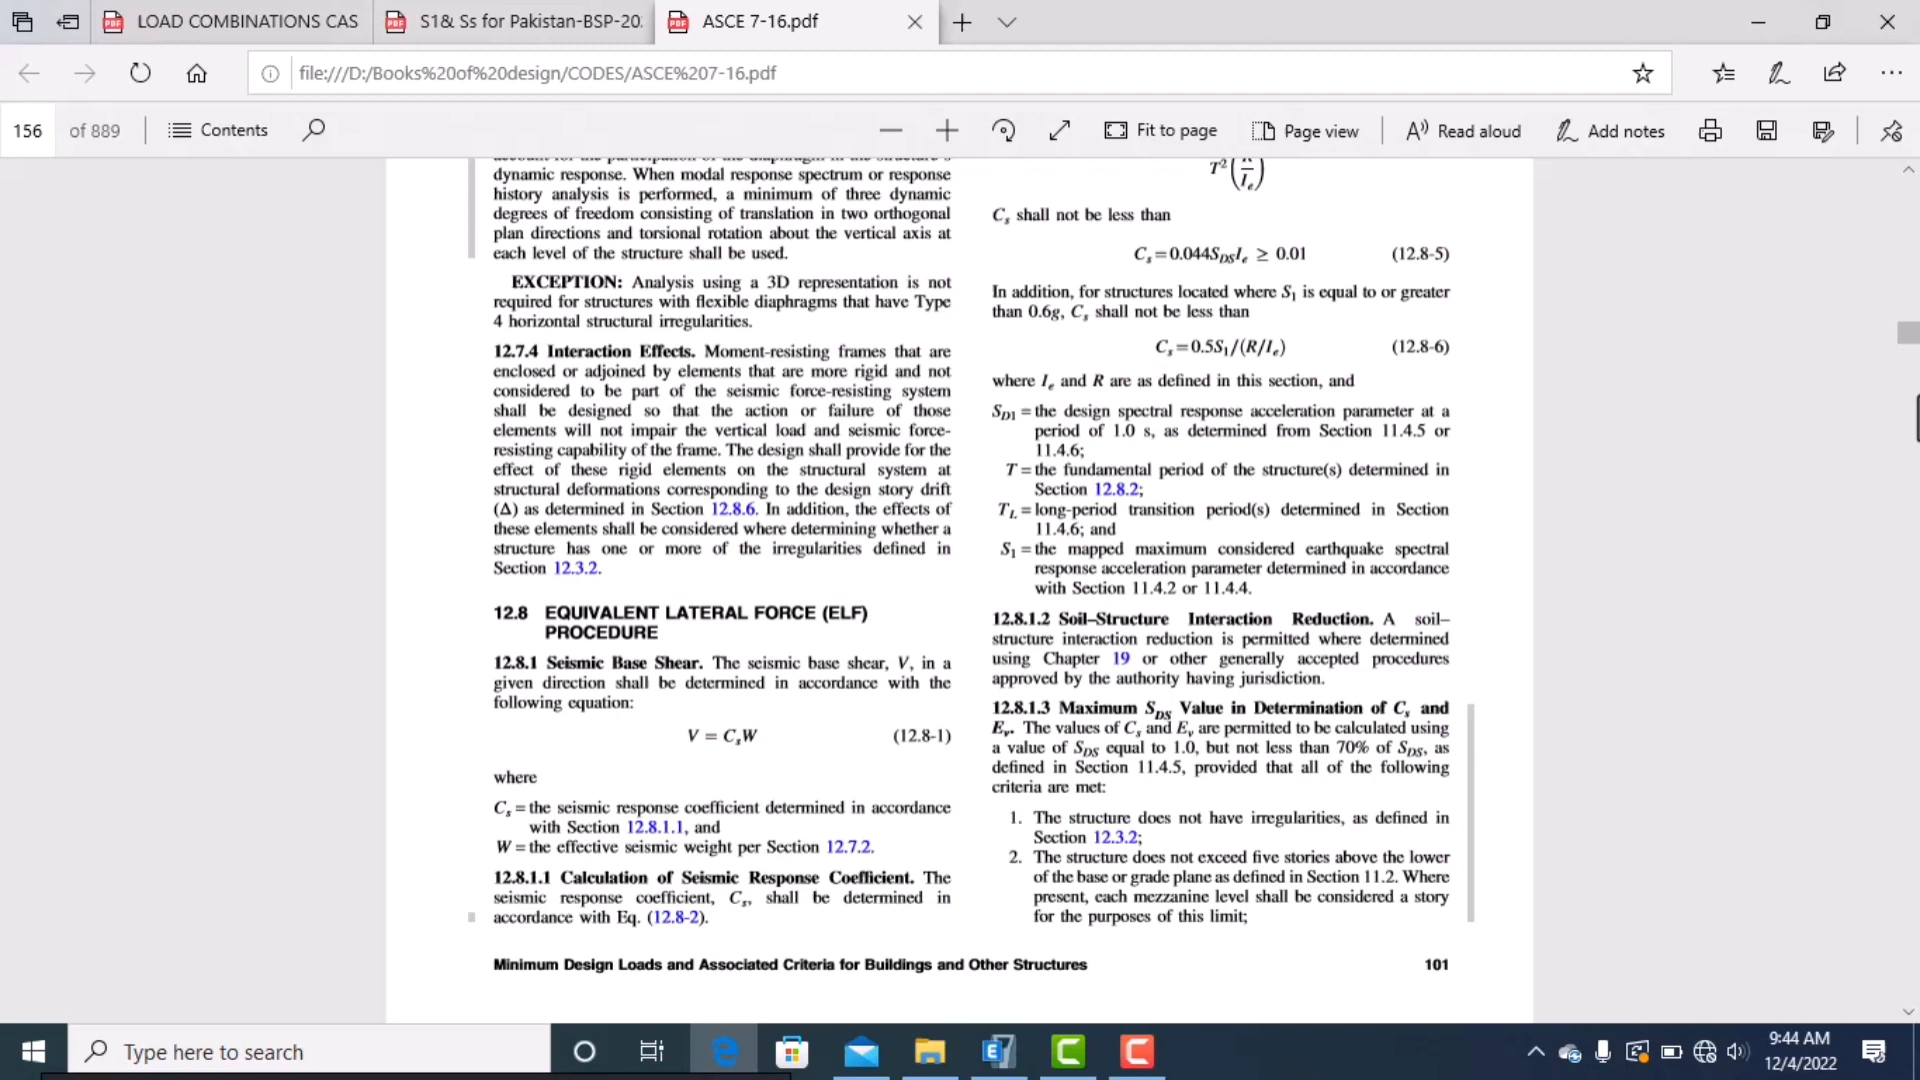 LOAD COMBINATIONS CAS
S1& Ss for Pakistan-BSP-20
ASCE 7-16.pdf
file:///D:/Books%20of%20design/CODES/ASCE%207-16.pdf
156 of 889
Contents
Fit to page
Page view
Read aloud
Add notes
dynamic response. When modal response spectrum or response
history analysis is performed, a minimum of three dynamic
degrees of freedom consisting of translation in two orthogonal
plan directions and torsional rotation about the vertical axis at
each level of the structure shall be used.
EXCEPTION: Analysis using a 3D representation is not
required for structures with flexible diaphragms that have Type
4 horizontal structural irregularities.
12.7.4 Interaction Effects. Moment-resisting frames that are
enclosed or adjoined by elements that are more rigid and not
considered to be part of the seismic force-resisting system
shall be designed so that the action or failure of those
elements will not impair the vertical load and seismic force-
resisting capability of the frame. The design shall provide for the
effect of these rigid elements on the structural system at
structural deformations corresponding to the design story drift
(Δ) as determined in Section 12.8.6. In addition, the effects of
these elements shall be considered where determining whether a
structure has one or more of the irregularities defined in
Section 12.3.2.
12.8 EQUIVALENT LATERAL FORCE (ELF)
PROCEDURE
12.8.1 Seismic Base Shear. The seismic base shear, V, in a
given direction shall be determined in accordance with the
following equation:
V = CsW (12.8-1)
where
Cs = the seismic response coefficient determined in accordance
with Section 12.8.1.1, and
W = the effective seismic weight per Section 12.7.2.
12.8.1.1 Calculation of Seismic Response Coefficient. The
seismic response coefficient, Cs, shall be determined in
accordance with Eq. (12.8-2).
T²(R/Ie)
Cs shall not be less than
Cs = 0.044SDSIe ≥ 0.01 (12.8-5)
In addition, for structures located where S1 is equal to or greater
than 0.6g, Cs shall not be less than
Cs = 0.5S1/(R/Ie) (12.8-6)
where Ie and R are as defined in this section, and
SD1 = the design spectral response acceleration parameter at a
period of 1.0 s, as determined from Section 11.4.5 or
11.4.6;
T = the fundamental period of the structure(s) determined in
Section 12.8.2;
TL = long-period transition period(s) determined in Section
11.4.6; and
S1 = the mapped maximum considered earthquake spectral
response acceleration parameter determined in accordance
with Section 11.4.2 or 11.4.4.
12.8.1.2 Soil–Structure Interaction Reduction. A soil–
structure interaction reduction is permitted where determined
using Chapter 19 or other generally accepted procedures
approved by the authority having jurisdiction.
12.8.1.3 Maximum SDS Value in Determination of Cs and
Ev. The values of Cs and Ev are permitted to be calculated using
a value of SDS equal to 1.0, but not less than 70% of SDS, as
defined in Section 11.4.5, provided that all of the following
criteria are met:
1. The structure does not have irregularities, as defined in
Section 12.3.2;
2. The structure does not exceed five stories above the lower
of the base or grade plane as defined in Section 11.2. Where
present, each mezzanine level shall be considered a story
for the purposes of this limit;
Minimum Design Loads and Associated Criteria for Buildings and Other Structures 101
Type here to search
9:44 AM
12/4/2022